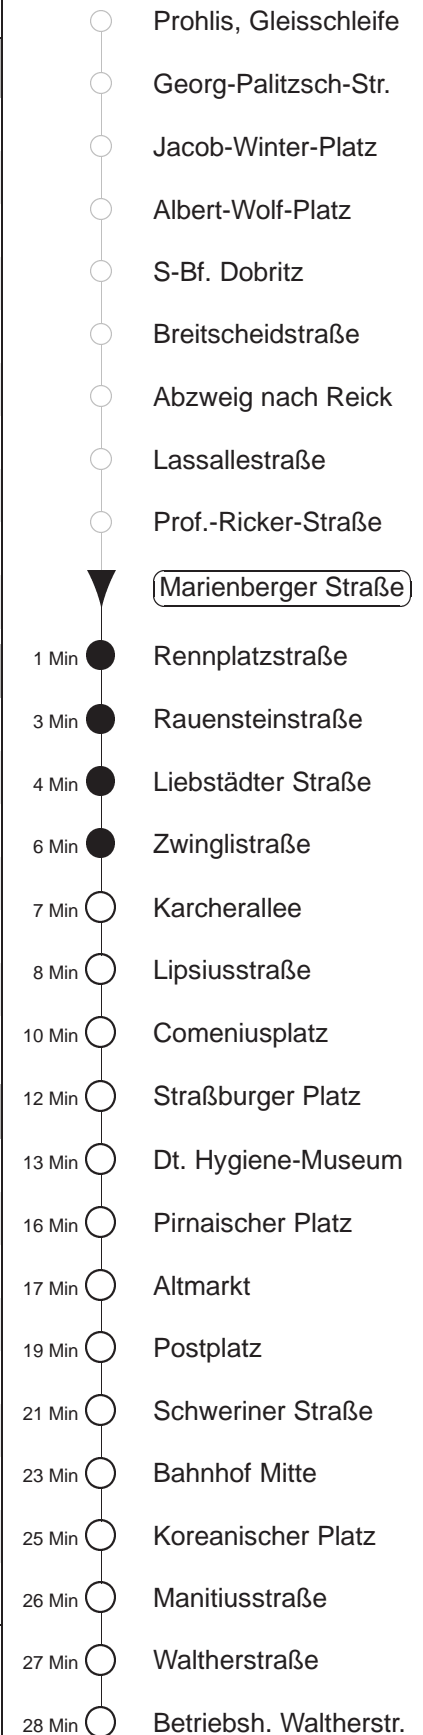 Prohlis, Gleisschleife
Georg-Palitzsch-Str.
Jacob-Winter-Platz
Albert-Wolf-Platz
S-Bf. Dobritz
Breitscheidstraße
Abzweig nach Reick
Lassallestraße
Prof.-Ricker-Straße
Marienberger Straße
1 Min Rennplatzstraße
3 Min Rauensteinstraße
4 Min Liebstädter Straße
6 Min Zwinglistraße
7 Min Karcherallee
8 Min Lipsiusstraße
10 Min Comeniusplatz
12 Min Straßburger Platz
13 Min Dt. Hygiene-Museum
16 Min Pirnaischer Platz
17 Min Altmarkt
19 Min Postplatz
21 Min Schweriner Straße
23 Min Bahnhof Mitte
25 Min Koreanischer Platz
26 Min Manitiusstraße
27 Min Waltherstraße
28 Min Betriebsh. Waltherstr.